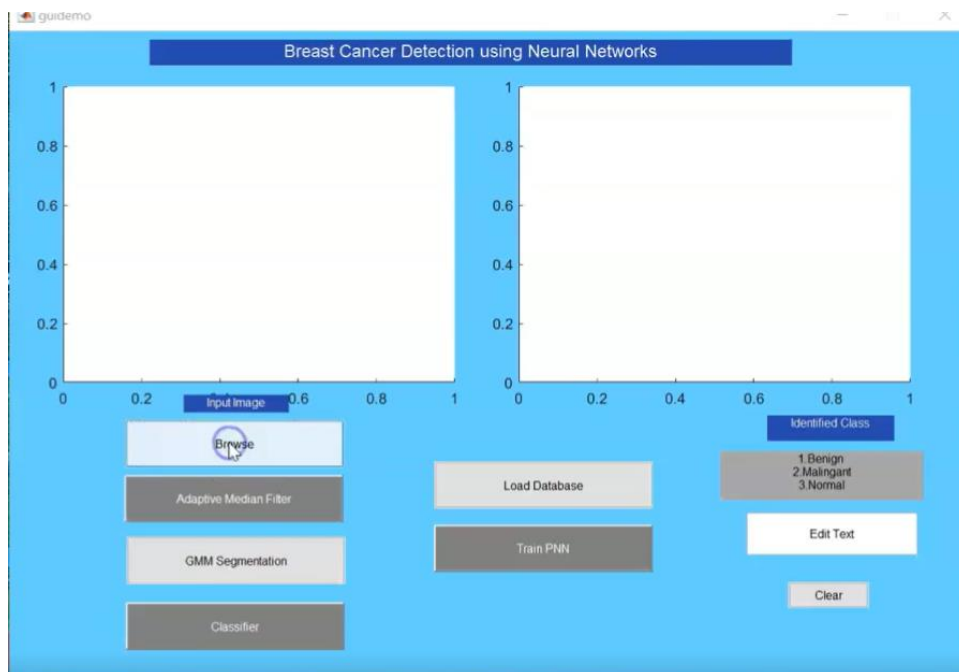 guidemo
Breast Cancer Detection using Neural Networks
1
0.8
0.6
0.4
0.2
0
0 0.2 0.6 0.8 1
1
0.8
0.6
0.4
0.2
0
0 0.2 0.4 0.6 0.8 1
Input Image
Browse
Adaptive Median Filter
GMM Segmentation
Classifier
Load Database
Train PNN
Identified Class
1.Benign
2.Malingant
3.Normal
Edit Text
Clear